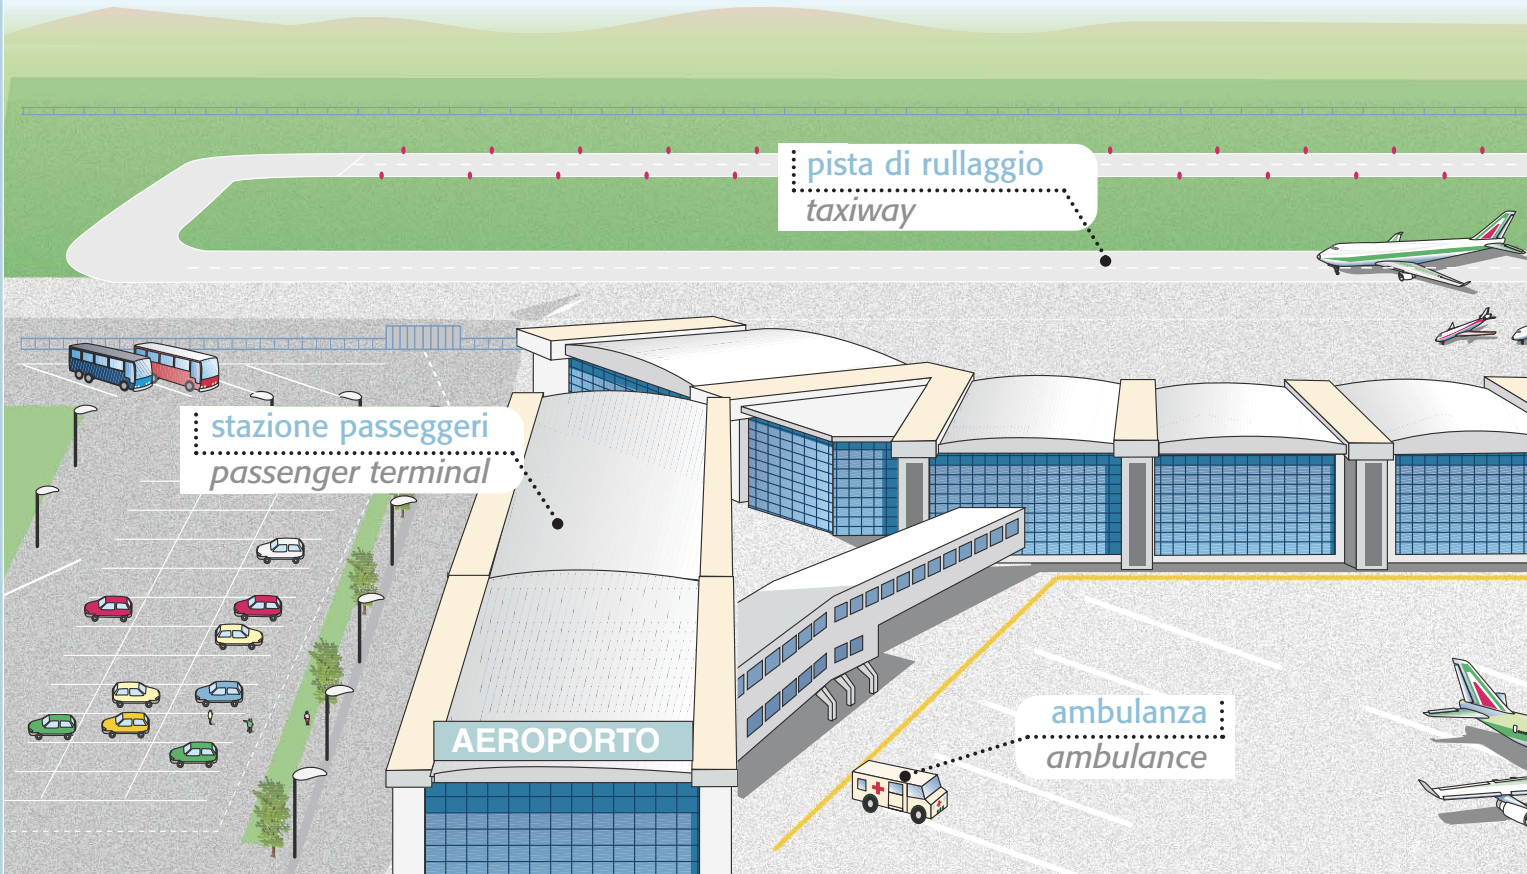 pista di rullaggio
taxiway
stazione passeggeri
passenger terminal
ambulanza
ambulance
AEROPORTO